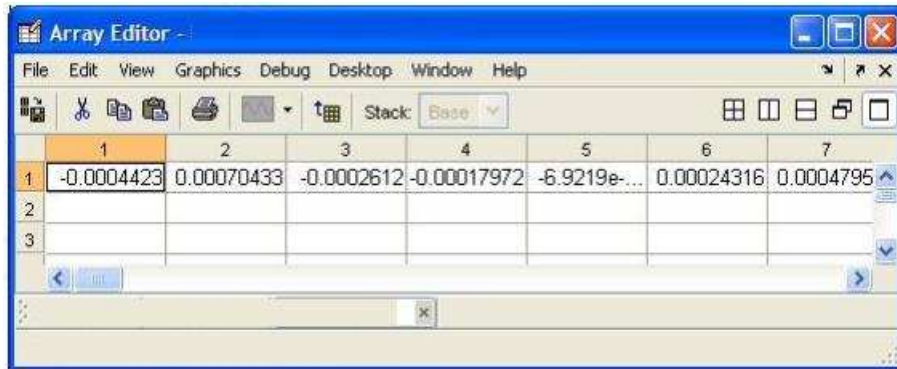 Array Editor -
File Edit View Graphics Debug Desktop Window Help
Stack: Base
1 2 3 4 5 6 7
1 -0.0004423 0.00070433 -0.0002612 -0.00017972 -6.9219e-... 0.00024316 0.0004795
2
3